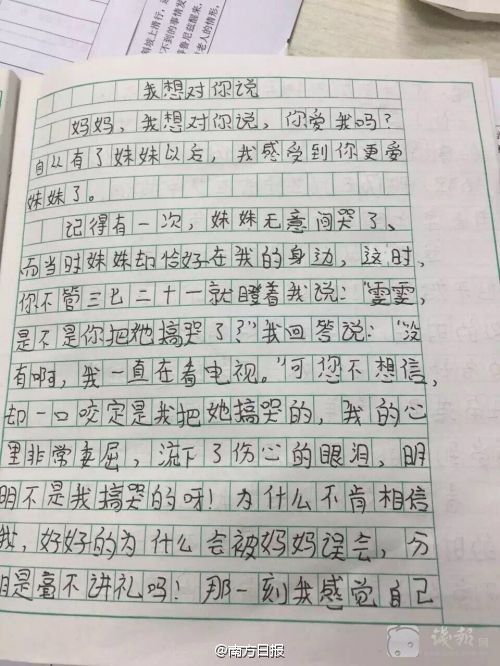 我想对你说
妈妈，我想对你说，你爱我吗？
自从有了妹妹以后，我感受到你更爱
妹妹了。
记得有一次，妹妹无意间哭了、
而当时妹妹却恰好在我的身边，这时，
你不管三七二十一就瞪着我说：“雯雯，
是不是你把她搞哭了？”我回答说：“没
有啊，我一直在看电视。”可您不想信，
却一口咬定是我把她搞哭的，我的心
里非常委屈，流下了伤心的眼泪，明
明不是我搞哭的呀！为什么不肯相信
我，好好的为什么会被妈妈误会，分
明是毫不讲礼吗！那一刻我感觉自己
@南方日报
读报网